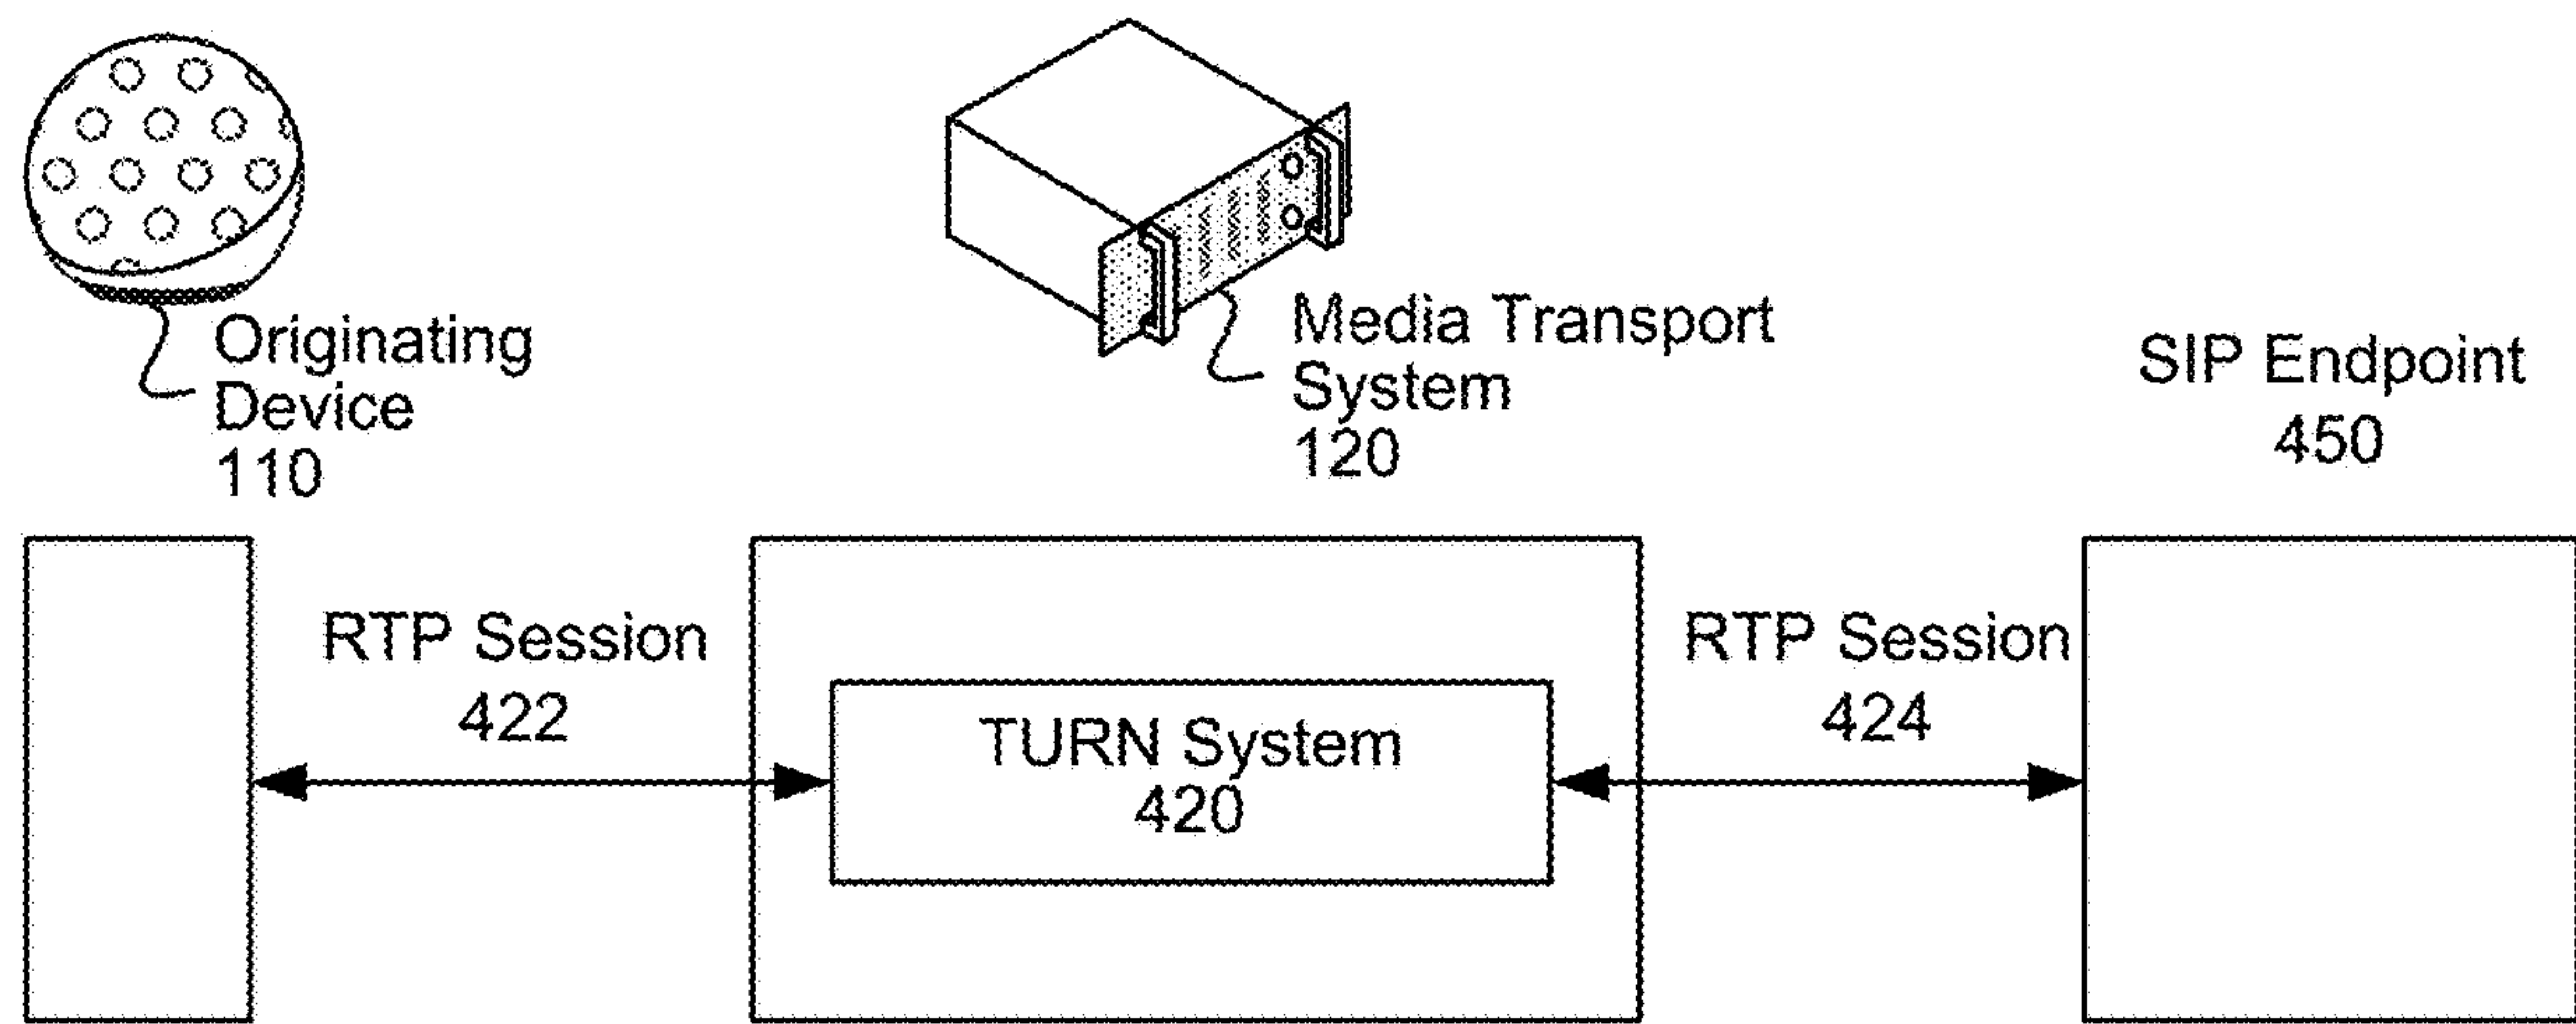 Originating
Device
110
Media Transport
System
120
SIP Endpoint
450
RTP Session
422
TURN System
420
RTP Session
424